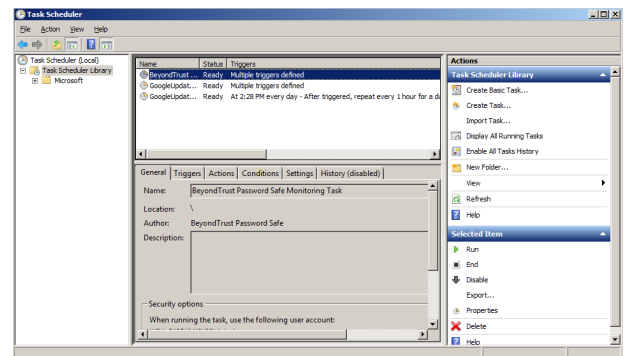 Task Scheduler
File Action View Help
Task Scheduler (Local)
Task Scheduler Library
Microsoft
Name Status Triggers
BeyondTrust ... Ready Multiple triggers defined
GoogleUpdat... Ready Multiple triggers defined
GoogleUpdat... Ready At 2:28 PM every day - After triggered, repeat every 1 hour for a du
General Triggers Actions Conditions Settings History (disabled)
Name: BeyondTrust Password Safe Monitoring Task
Location: \
Author: BeyondTrust Password Safe
Description:
Security options
When running the task, use the following user account:
Actions
Task Scheduler Library
Create Basic Task...
Create Task...
Import Task...
Display All Running Tasks
Enable All Tasks History
New Folder...
View
Refresh
Help
Selected Item
Run
End
Disable
Export...
Properties
Delete
Help